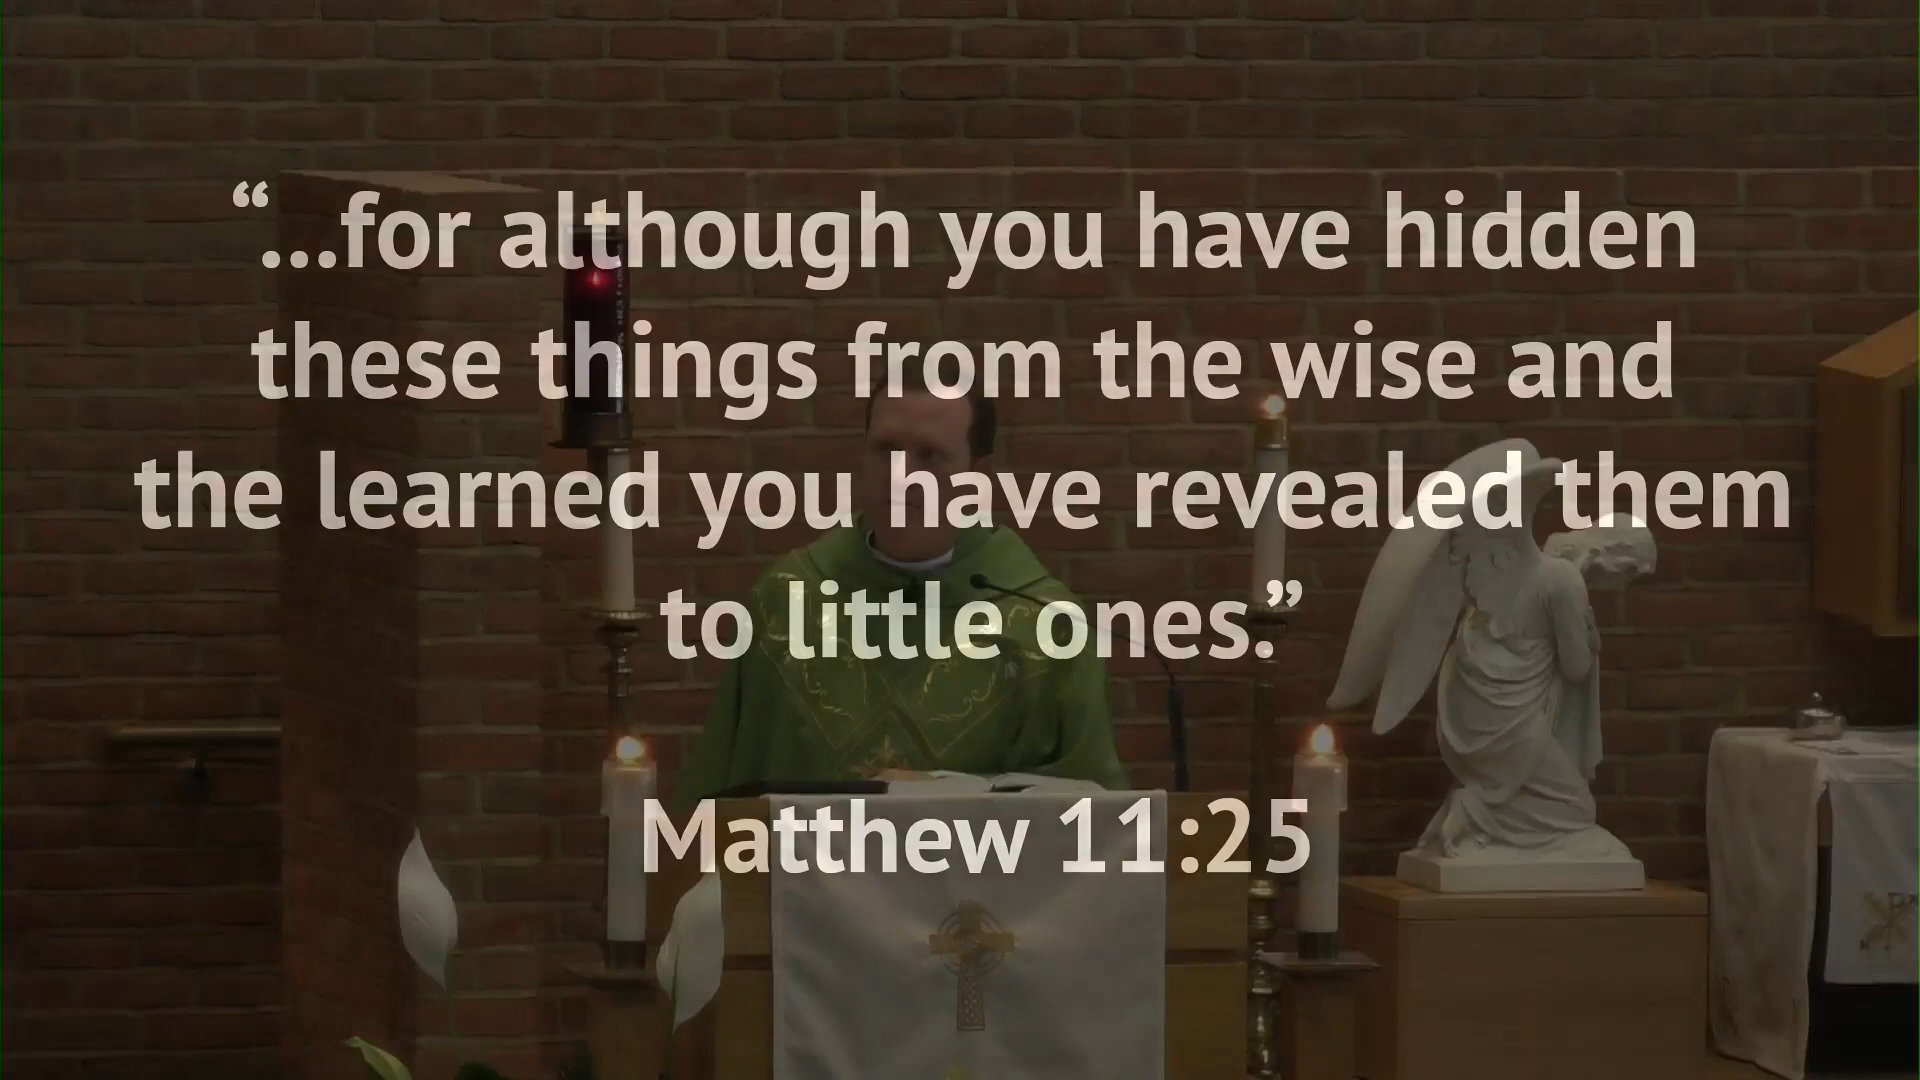 “...for although you have hidden
these things from the wise and
the learned you have revealed them
to little ones.”
Matthew 11:25